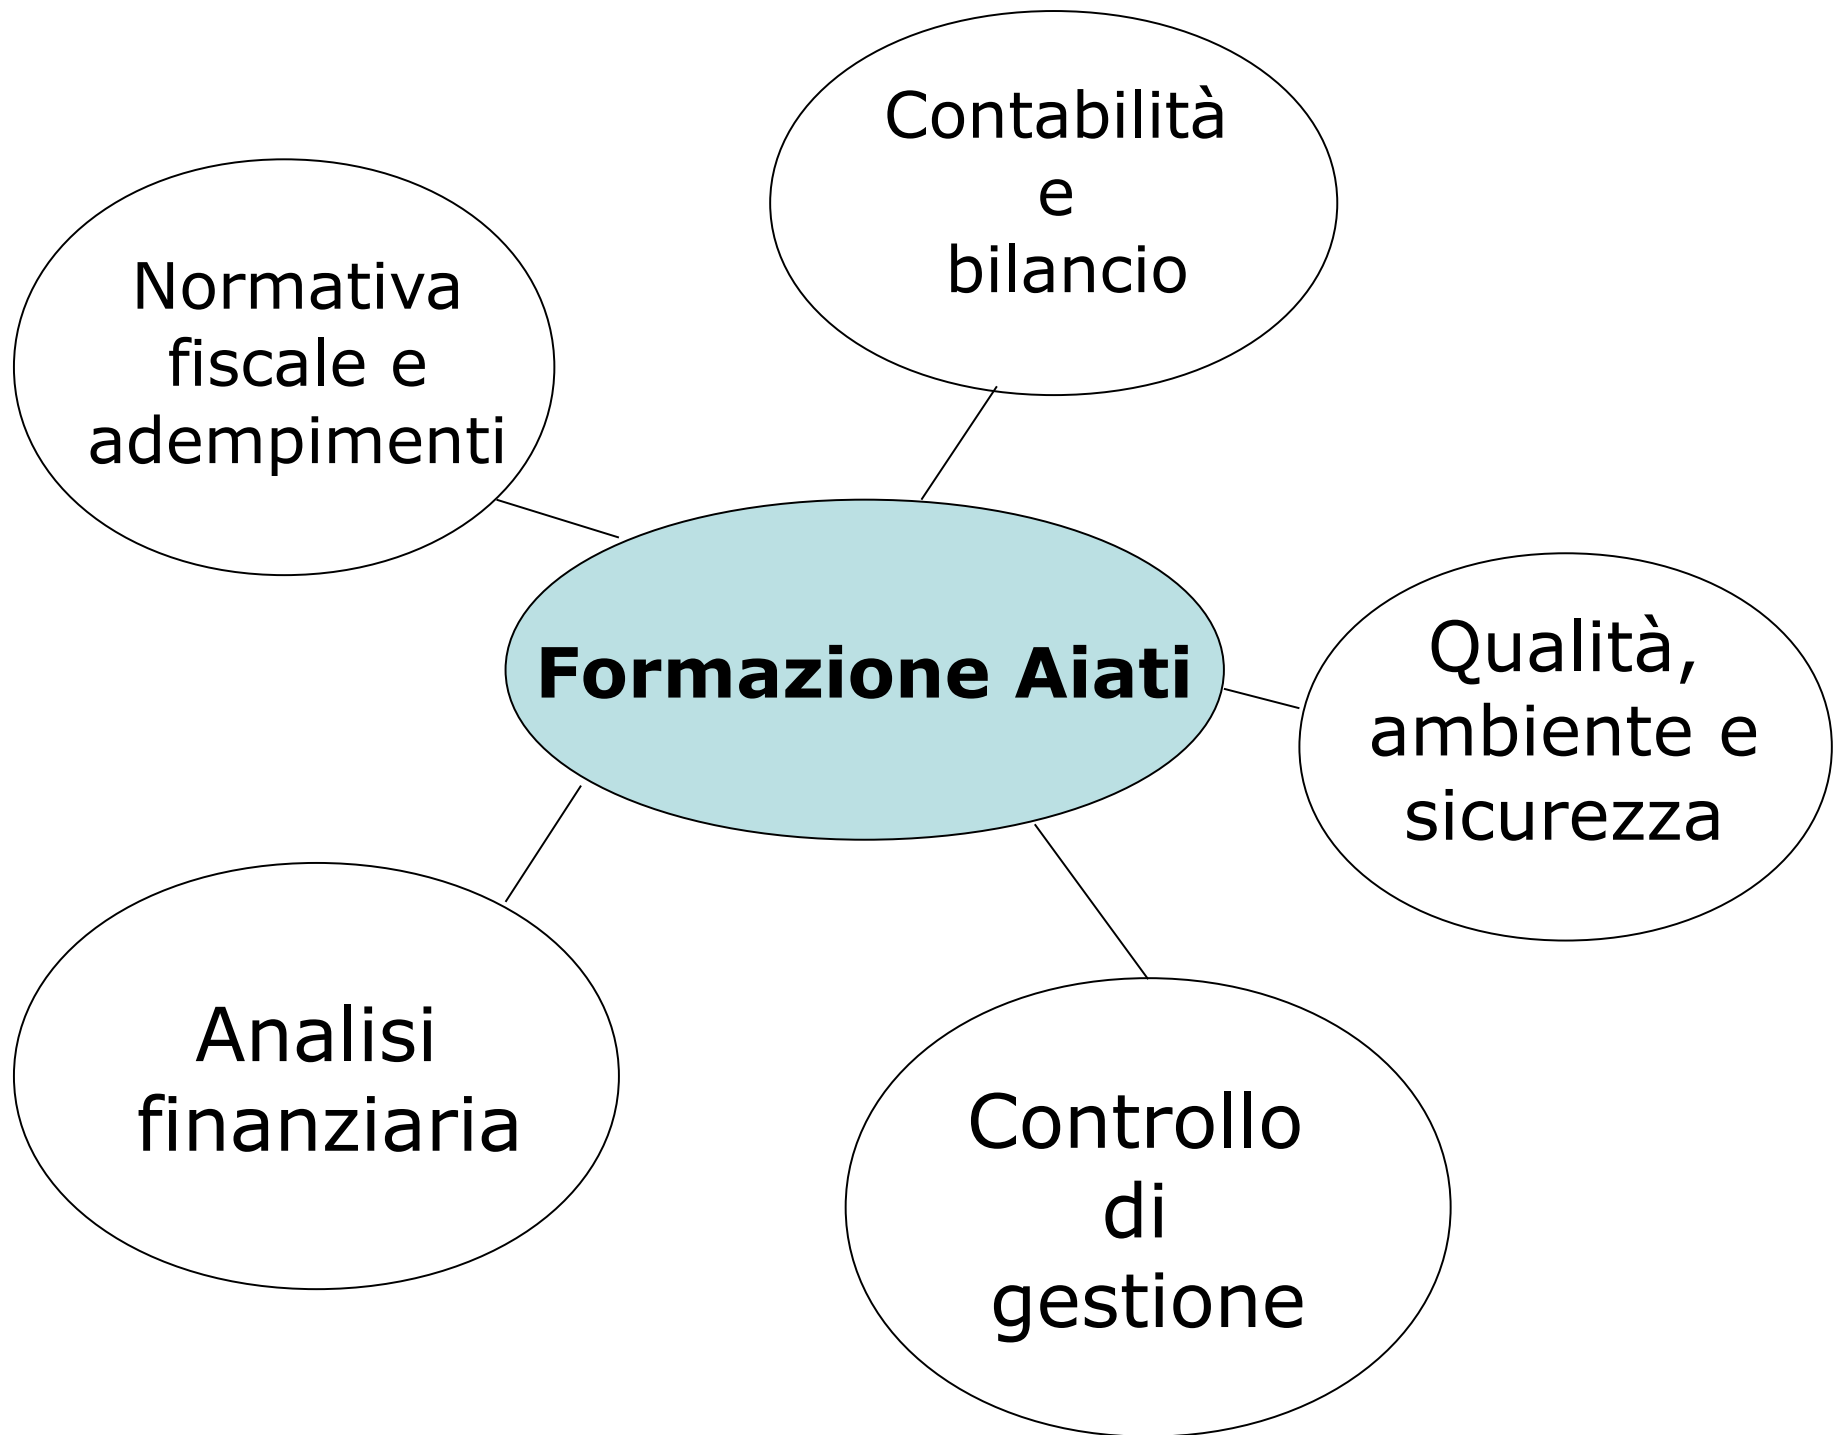 Contabilità
e
bilancio
Normativa
fiscale e
adempimenti
Formazione Aiati
Qualità,
ambiente e
sicurezza
Analisi
finanziaria
Controllo
di
gestione